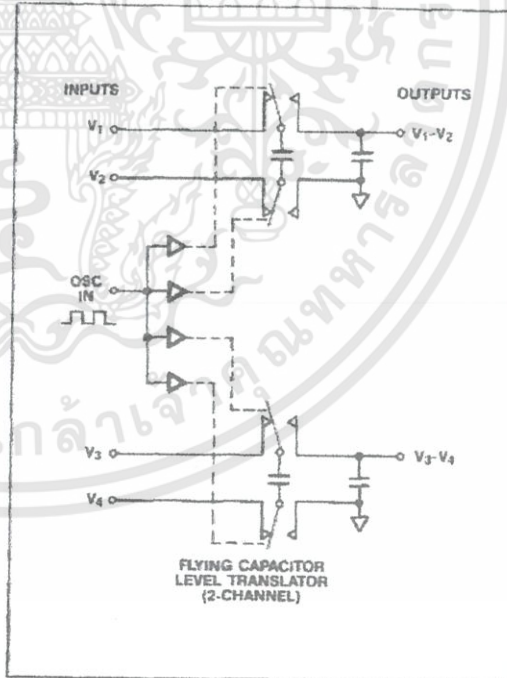 INPUTS
OUTPUTS
V1
V1-V2
V2
OSC
IN
V3
V3-V4
V4
FLYING CAPACITOR
LEVEL TRANSLATOR
(2-CHANNEL)